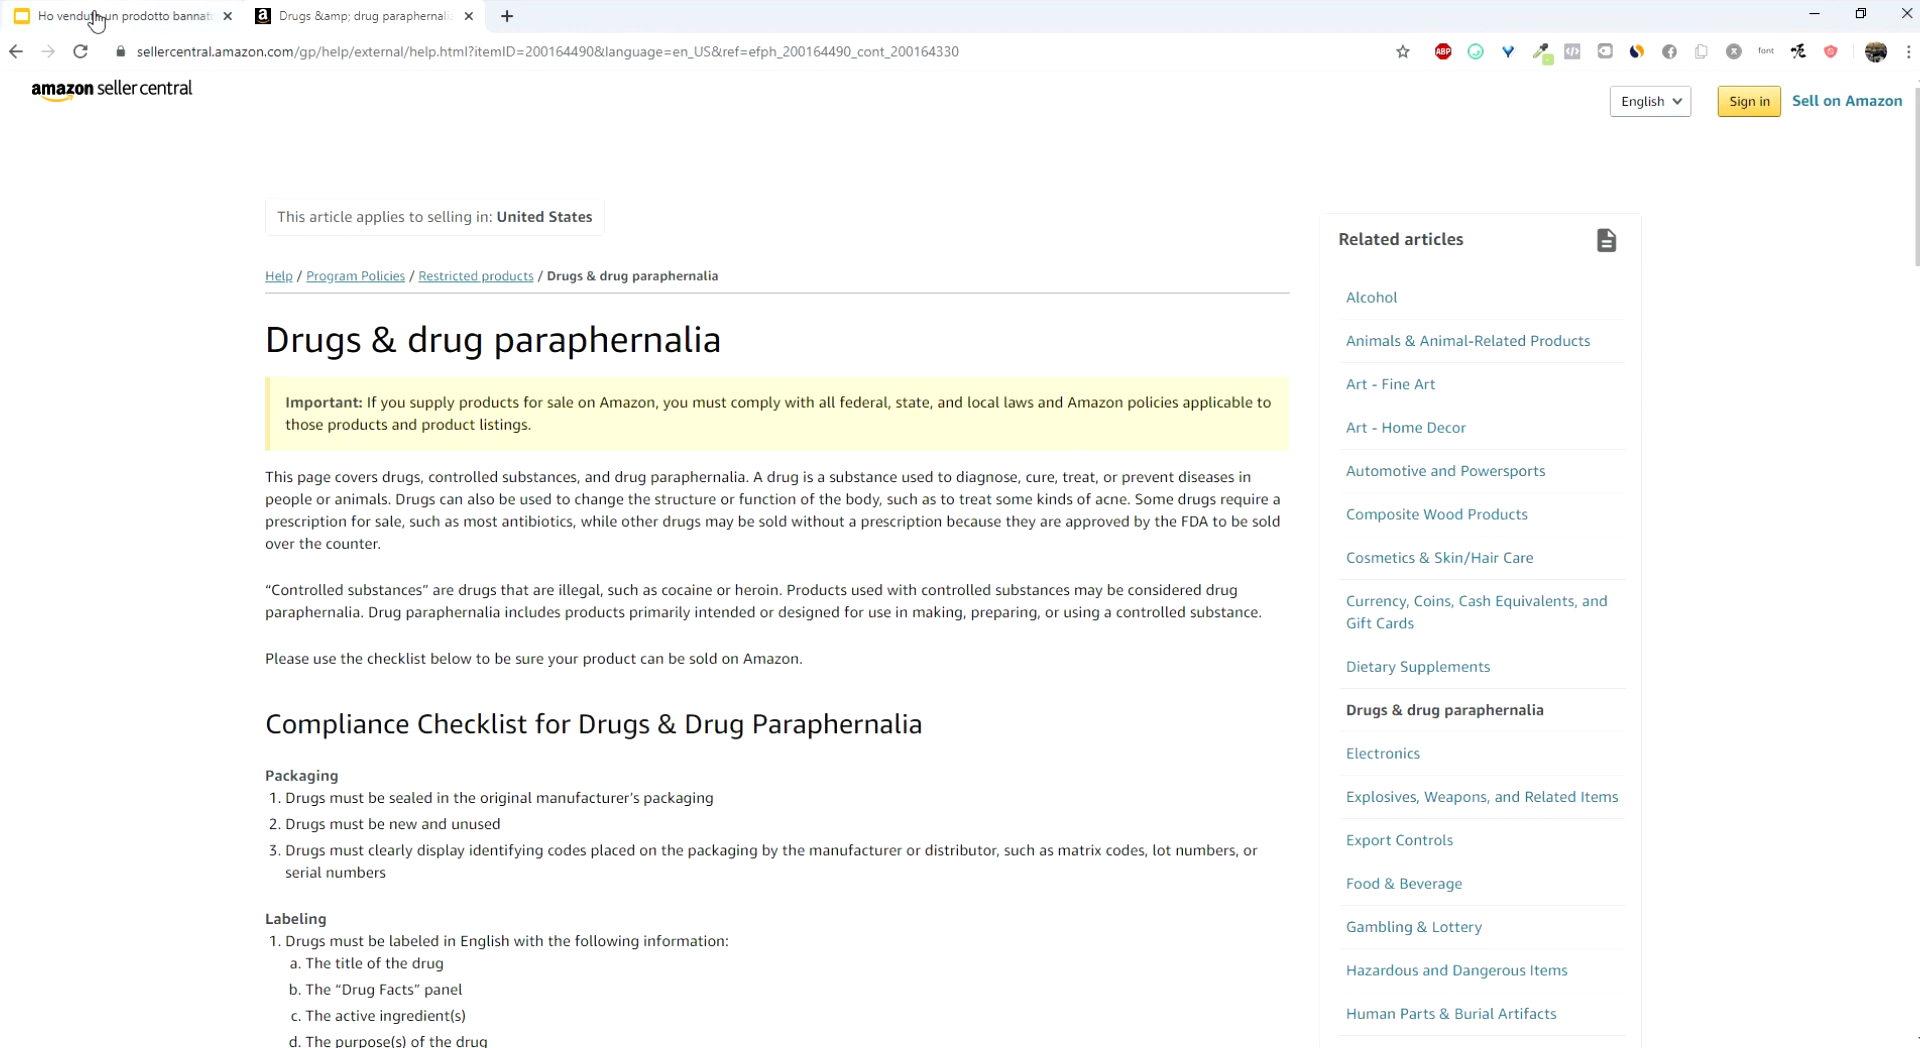 Ho vendut un prodotto bannat
Drugs &amp; drug paraphernali
sellercentral.amazon.com/gp/help/external/help.html?itemID=200164490&language=en_US&ref=efph_200164490_cont_200164330
ABP
font
amazon seller central
English
Sign in
Sell on Amazon
This article applies to selling in: United States
Help / Program Policies / Restricted products / Drugs & drug paraphernalia
Drugs & drug paraphernalia
Important: If you supply products for sale on Amazon, you must comply with all federal, state, and local laws and Amazon policies applicable to
those products and product listings.
This page covers drugs, controlled substances, and drug paraphernalia. A drug is a substance used to diagnose, cure, treat, or prevent diseases in
people or animals. Drugs can also be used to change the structure or function of the body, such as to treat some kinds of acne. Some drugs require a
prescription for sale, such as most antibiotics, while other drugs may be sold without a prescription because they are approved by the FDA to be sold
over the counter.
“Controlled substances” are drugs that are illegal, such as cocaine or heroin. Products used with controlled substances may be considered drug
paraphernalia. Drug paraphernalia includes products primarily intended or designed for use in making, preparing, or using a controlled substance.
Please use the checklist below to be sure your product can be sold on Amazon.
Compliance Checklist for Drugs & Drug Paraphernalia
Packaging
1. Drugs must be sealed in the original manufacturer’s packaging
2. Drugs must be new and unused
3. Drugs must clearly display identifying codes placed on the packaging by the manufacturer or distributor, such as matrix codes, lot numbers, or
serial numbers
Labeling
1. Drugs must be labeled in English with the following information:
a. The title of the drug
b. The “Drug Facts” panel
c. The active ingredient(s)
d. The purpose(s) of the drug
Related articles
Alcohol
Animals & Animal-Related Products
Art - Fine Art
Art - Home Decor
Automotive and Powersports
Composite Wood Products
Cosmetics & Skin/Hair Care
Currency, Coins, Cash Equivalents, and
Gift Cards
Dietary Supplements
Drugs & drug paraphernalia
Electronics
Explosives, Weapons, and Related Items
Export Controls
Food & Beverage
Gambling & Lottery
Hazardous and Dangerous Items
Human Parts & Burial Artifacts